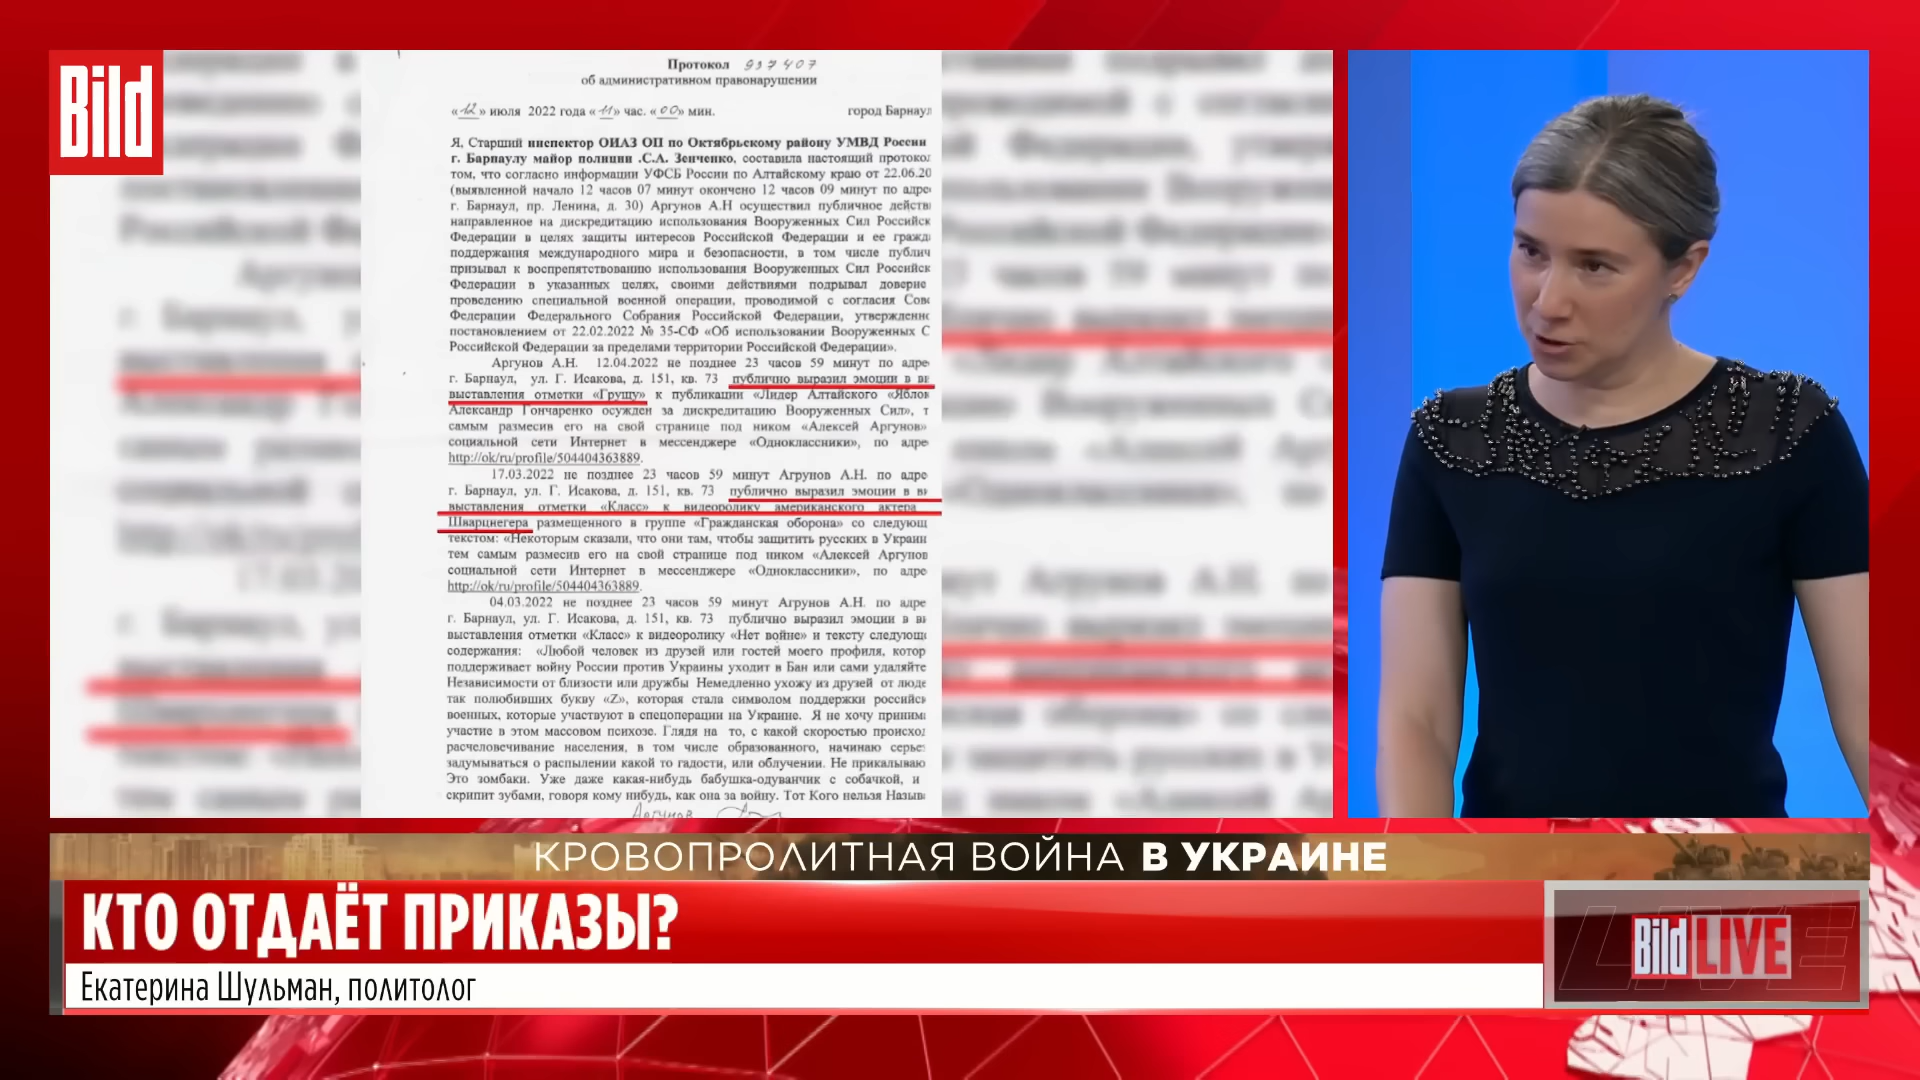 Bild
Протокол 937407
об административном правонарушении
«12» июля 2022 года «11» час. «00» мин. город Барнаул
Я, Старший инспектор ОИАЗ ОП по Октябрьскому району УМВД России
г. Барнаулу майор полиции .С.А. Зенченко, составила настоящий протокол
том, что согласно информации УФСБ России по Алтайскому краю от 22.06.20
(выявленной начало 12 часов 07 минут окончено 12 часов 09 минут по адре
г. Барнаул, пр. Ленина, д. 30) Аргунов А.Н осуществил публичное действи
направленное на дискредитацию использования Вооруженных Сил Российск
Федерации в целях защиты интересов Российской Федерации и ее гражда
поддержания международного мира и безопасности, в том числе публич
призывал к воспрепятствованию использования Вооруженных Сил Российск
Федерации в указанных целях, своими действиями подрывал доверие
проведению специальной военной операции, проводимой с согласия Сове
Федерации Федерального Собрания Российской Федерации, утвержденно
постановлением от 22.02.2022 № 35-СФ «Об использовании Вооруженных С
Российской Федерации за пределами территории Российской Федерации».
Аргунов А.Н. 12.04.2022 не позднее 23 часов 59 минут по адре
г. Барнаул, ул. Г. Исакова, д. 151, кв. 73 публично выразил эмоции в ви
выставления отметки «Грущу» к публикации «Лидер Алтайского «Яблок
Александр Гончаренко осужден за дискредитацию Вооруженных Сил», т
самым размесив его на свой странице под ником «Алексей Аргунов»
социальной сети Интернет в мессенджере «Одноклассники», по адре
http://ok/ru/profile/504404363889.
17.03.2022 не позднее 23 часов 59 минут Агрунов А.Н. по адре
г. Барнаул, ул. Г. Исакова, д. 151, кв. 73 публично выразил эмоции в ви
выставления отметки «Класс» к видеоролику американского актера
Шварцнегера размещенного в группе «Гражданская оборона» со следующ
текстом: «Некоторым сказали, что они там, чтобы защитить русских в Украин
тем самым размесив его на свой странице под ником «Алексей Аргунов
социальной сети Интернет в мессенджере «Одноклассники», по адре
http://ok/ru/profile/504404363889.
04.03.2022 не позднее 23 часов 59 минут Агрунов А.Н. по адре
г. Барнаул, ул. Г. Исакова, д. 151, кв. 73 публично выразил эмоции в ви
выставления отметки «Класс» к видеоролику «Нет войне» и тексту следующе
содержания: «Любой человек из друзей или гостей моего профиля, котор
поддерживает войну России против Украины уходит в Бан или сами удаляйте
Независимости от близости или дружбы Немедленно ухожу из друзей от люде
так полюбивших букву «Z», которая стала символом поддержки российск
военных, которые участвуют в спецоперации на Украине. Я не хочу приним
участие в этом массовом психозе. Глядя на то, с какой скоростью происход
расчеловечивание населения, в том числе образованного, начинаю серьез
задумываться о распылении какой то гадости, или облучении. Не прикалываю
Это зомбаки. Уже даже какая-нибудь бабушка-одуванчик с собачкой, и
скрипит зубами, говоря кому нибудь, как она за войну. Тот Кого нельзя Назыв
Аргунов
КРОВОПРОЛИТНАЯ ВОЙНА В УКРАИНЕ
КТО ОТДАЁТ ПРИКАЗЫ?
Екатерина Шульман, политолог
Bild LIVE